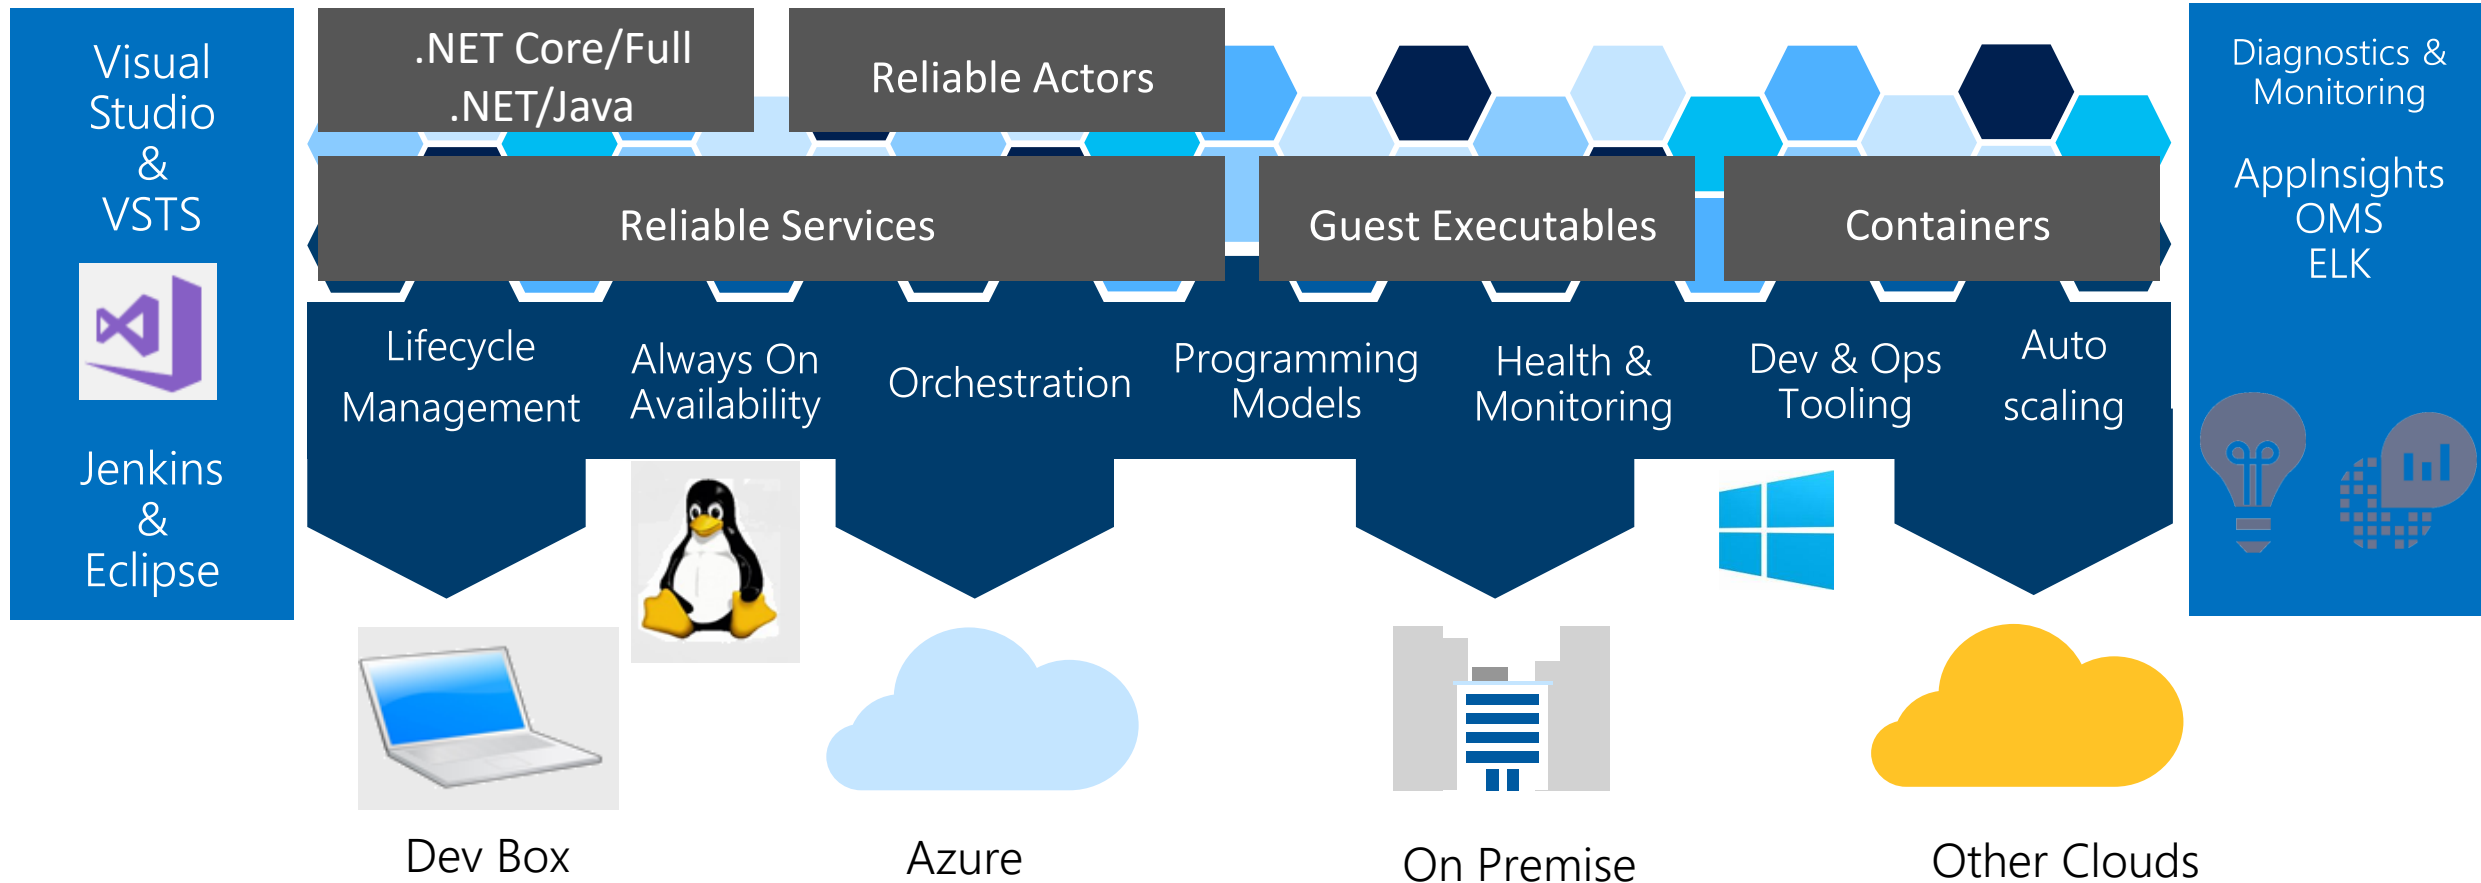 Visual
Studio
&
VSTS
Jenkins
&
Eclipse
.NET Core/Full
.NET/Java
Reliable Actors
Reliable Services
Guest Executables
Containers
Lifecycle
Management
Always On
Availability
Orchestration
Programming
Models
Health &
Monitoring
Dev & Ops
Tooling
Auto
scaling
Diagnostics &
Monitoring
AppInsights
OMS
ELK
Dev Box
Azure
On Premise
Other Clouds